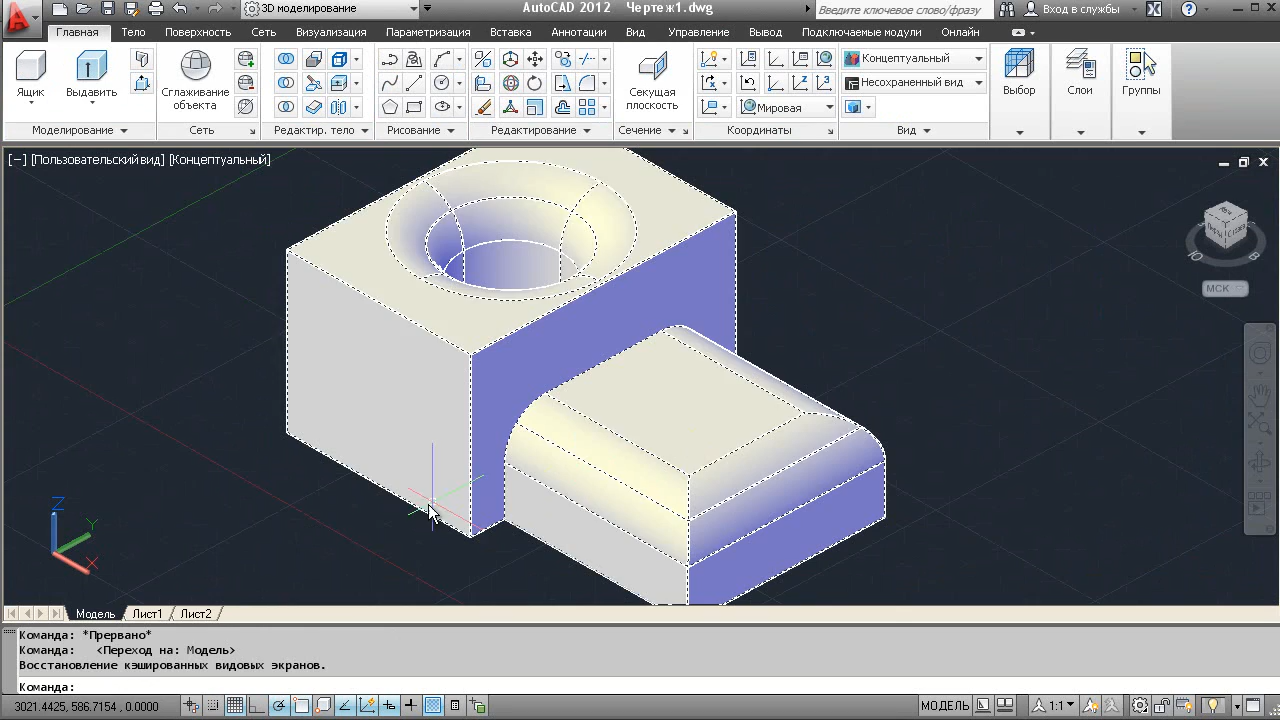 3D моделирование
AutoCAD 2012 Чертеж1.dwg
Введите ключевое слово/фразу
Вход в службы
Главная Тело Поверхность Сеть Визуализация Параметризация Вставка Аннотации Вид Управление Вывод Подключаемые модули Онлайн
Ящик
Выдавить
Сглаживание
объекта
Секущая
плоскость
Мировая
Концептуальный
Несохраненный вид
Выбор
Слои
Группы
Моделирование
Сеть
Редактир. тело
Рисование
Редактирование
Сечение
Координаты
Вид
[−] [Пользовательский вид] [Концептуальный]
Ю
В
МСК
Z
Y
X
Модель Лист1 Лист2
Команда: *Прервано*
Команда: <Переход на: Модель>
Восстановление кэшированных видовых экранов.
Команда:
3021.4425, 586.7154 , 0.0000
МОДЕЛЬ
1:1